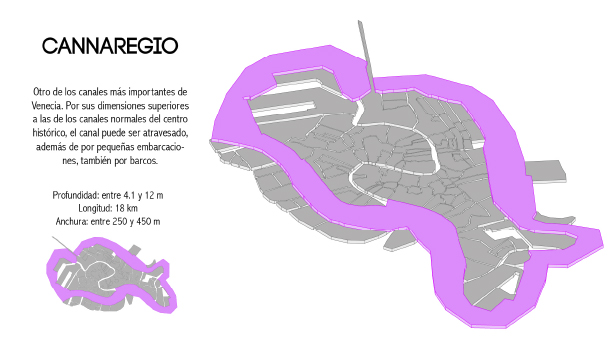 CANNAREGIO
Otro de los canales más importantes de
Venecia. Por sus dimensiones superiores
a las de los canales normales del centro
histórico, el canal puede ser atravesado,
además de por pequeñas embarcacio-
nes, también por barcos.
Profundidad: entre 4.1 y 12 m
Longitud: 18 km
Anchura: entre 250 y 450 m